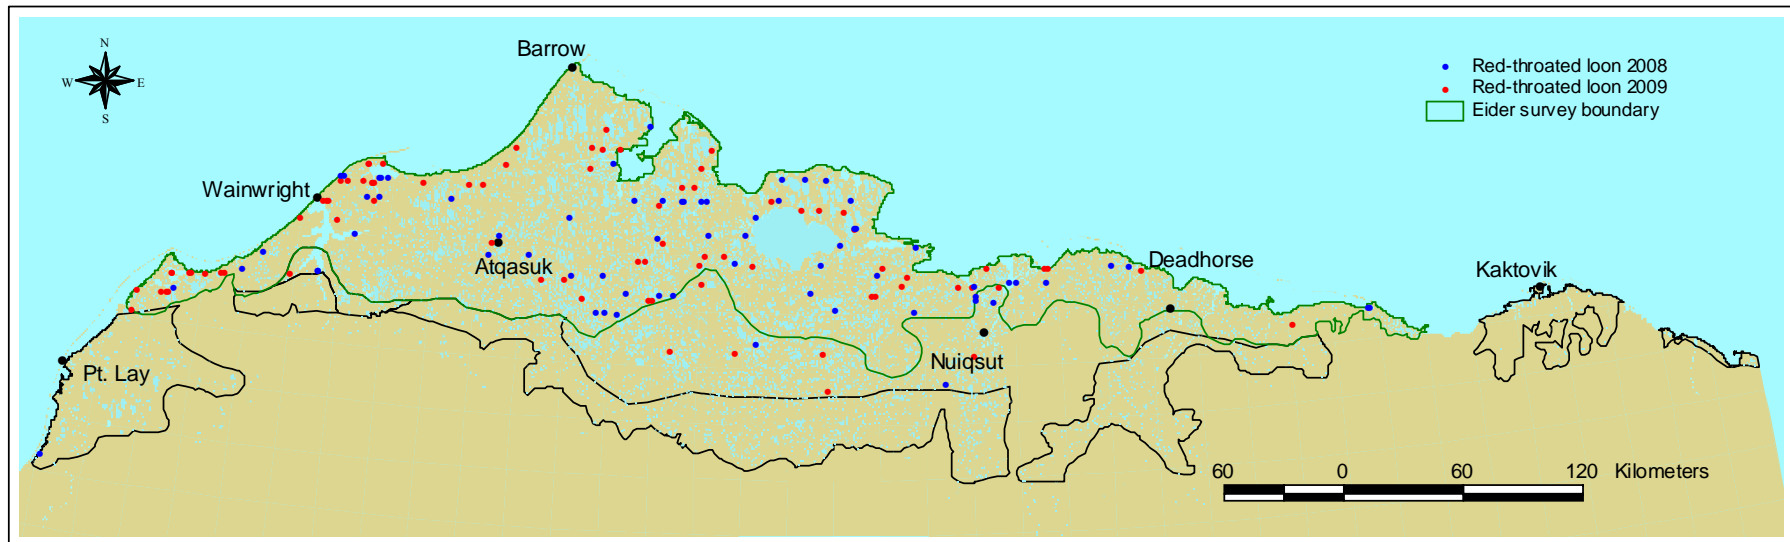 N
W E
S
Barrow
Red-throated loon 2008
Red-throated loon 2009
Eider survey boundary
Wainwright
Atqasuk
Deadhorse
Kaktovik
Nuiqsut
Pt. Lay
60 0 60 120 Kilometers